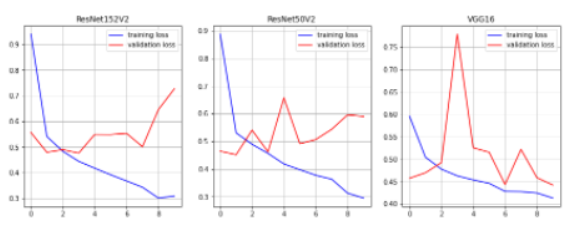 ResNet152V2
training loss
validation loss
0.9
0.8
0.7
0.6
0.5
0.4
0.3
0 2 4 6 8
ResNet50V2
training loss
validation loss
0.9
0.8
0.7
0.6
0.5
0.4
0.3
0 2 4 6 8
VGG16
training loss
validation loss
0.75
0.70
0.65
0.60
0.55
0.50
0.45
0.40
0 2 4 6 8